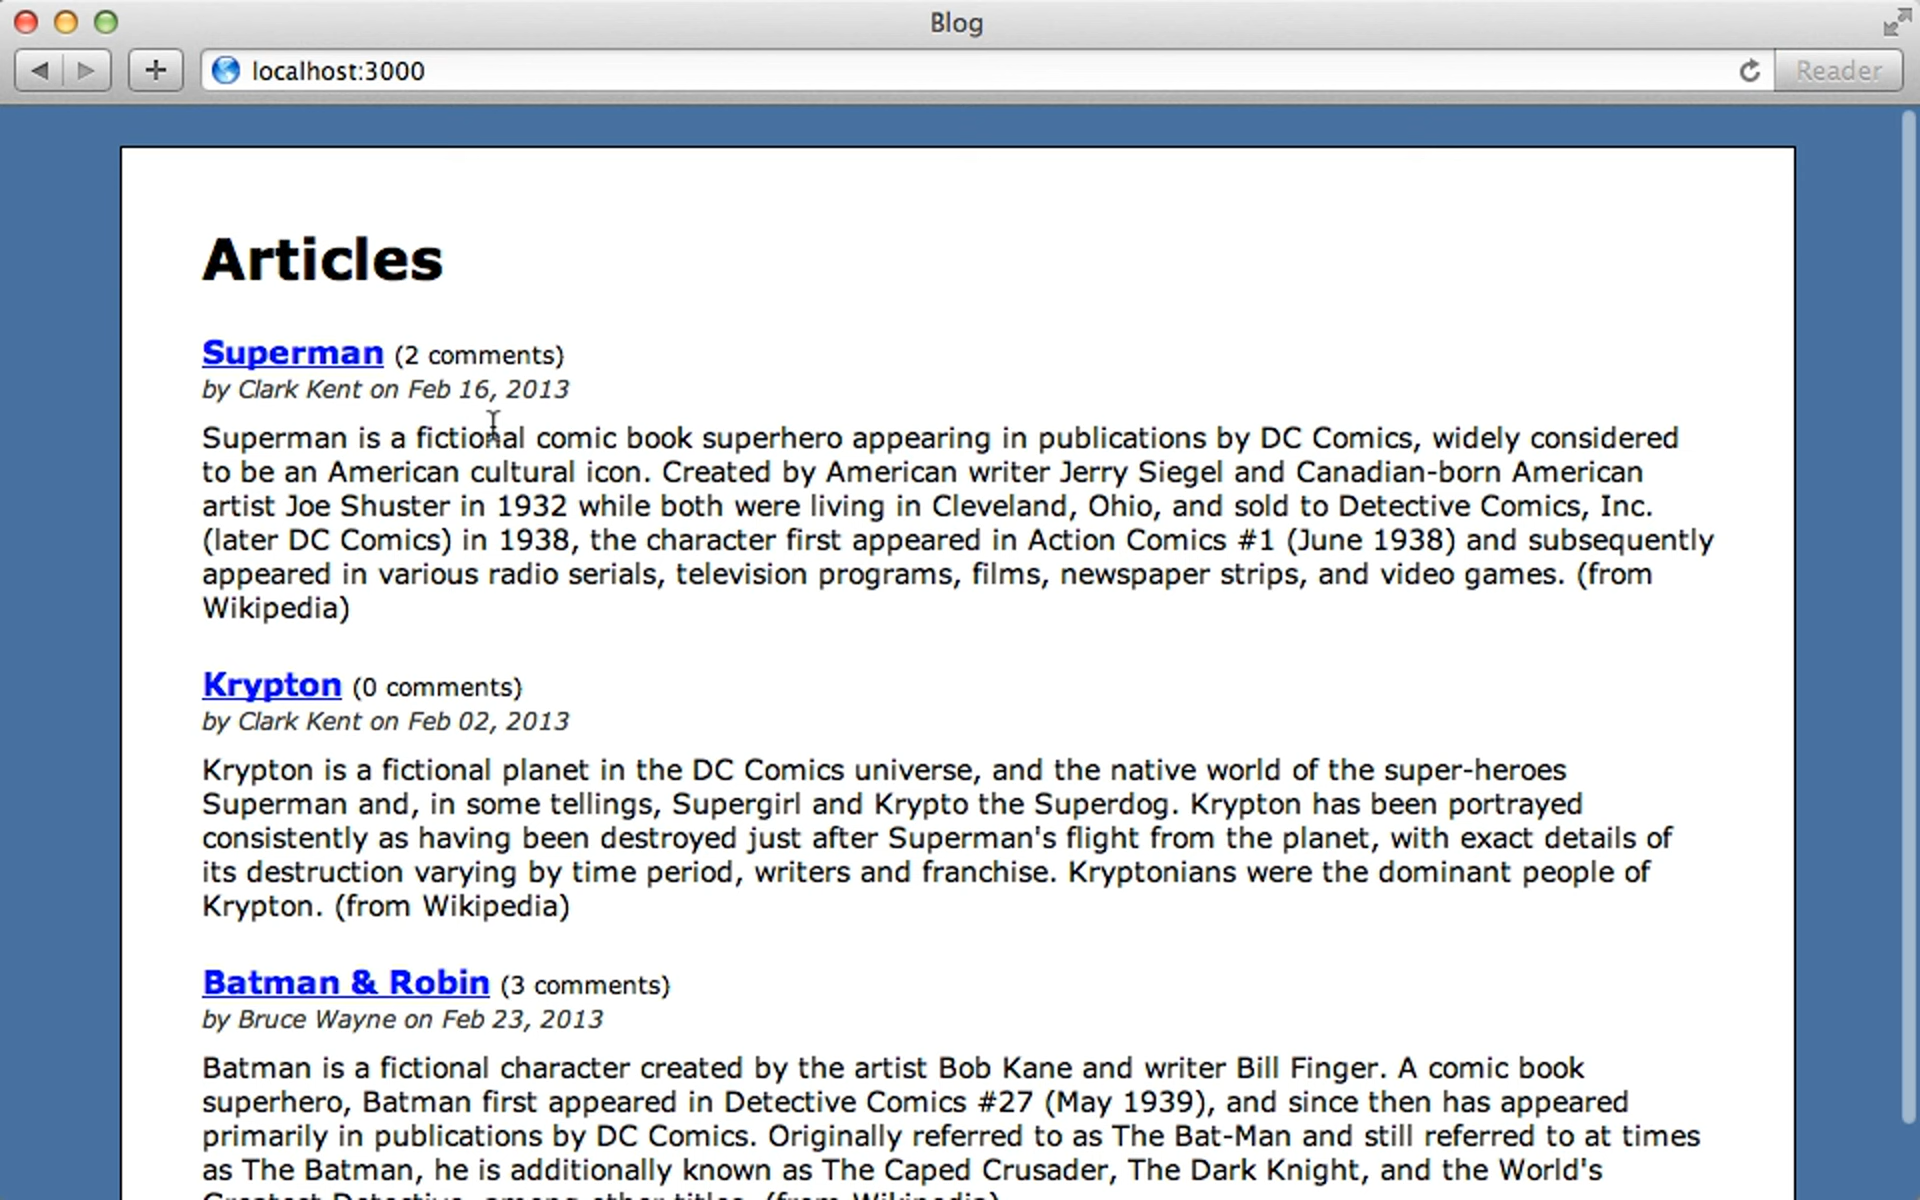 Blog
localhost:3000
Reader
Articles
Superman (2 comments)
by Clark Kent on Feb 16, 2013
Superman is a fictional comic book superhero appearing in publications by DC Comics, widely considered
to be an American cultural icon. Created by American writer Jerry Siegel and Canadian-born American
artist Joe Shuster in 1932 while both were living in Cleveland, Ohio, and sold to Detective Comics, Inc.
(later DC Comics) in 1938, the character first appeared in Action Comics #1 (June 1938) and subsequently
appeared in various radio serials, television programs, films, newspaper strips, and video games. (from
Wikipedia)
Krypton (0 comments)
by Clark Kent on Feb 02, 2013
Krypton is a fictional planet in the DC Comics universe, and the native world of the super-heroes
Superman and, in some tellings, Supergirl and Krypto the Superdog. Krypton has been portrayed
consistently as having been destroyed just after Superman's flight from the planet, with exact details of
its destruction varying by time period, writers and franchise. Kryptonians were the dominant people of
Krypton. (from Wikipedia)
Batman & Robin (3 comments)
by Bruce Wayne on Feb 23, 2013
Batman is a fictional character created by the artist Bob Kane and writer Bill Finger. A comic book
superhero, Batman first appeared in Detective Comics #27 (May 1939), and since then has appeared
primarily in publications by DC Comics. Originally referred to as The Bat-Man and still referred to at times
as The Batman, he is additionally known as The Caped Crusader, The Dark Knight, and the World's
Greatest Detective, among other titles. (from Wikipedia)